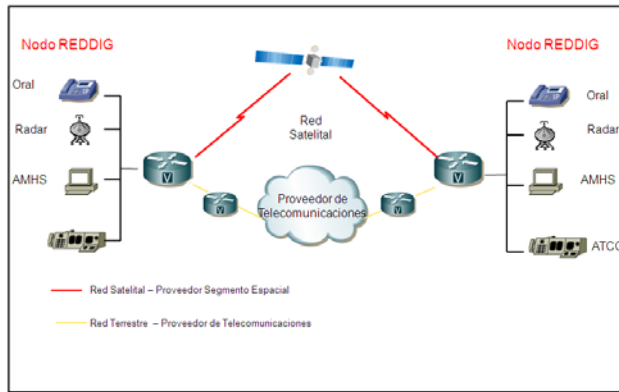 Nodo REDDIG
Nodo REDDIG
Oral
Radar
AMHS
Red
Satelital
V
V
V
V
Proveedor de
Telecomunicaciones
Oral
Radar
AMHS
ATCC
Red Satelital – Proveedor Segmento Espacial
Red Terrestre – Proveedor de Telecomunicaciones